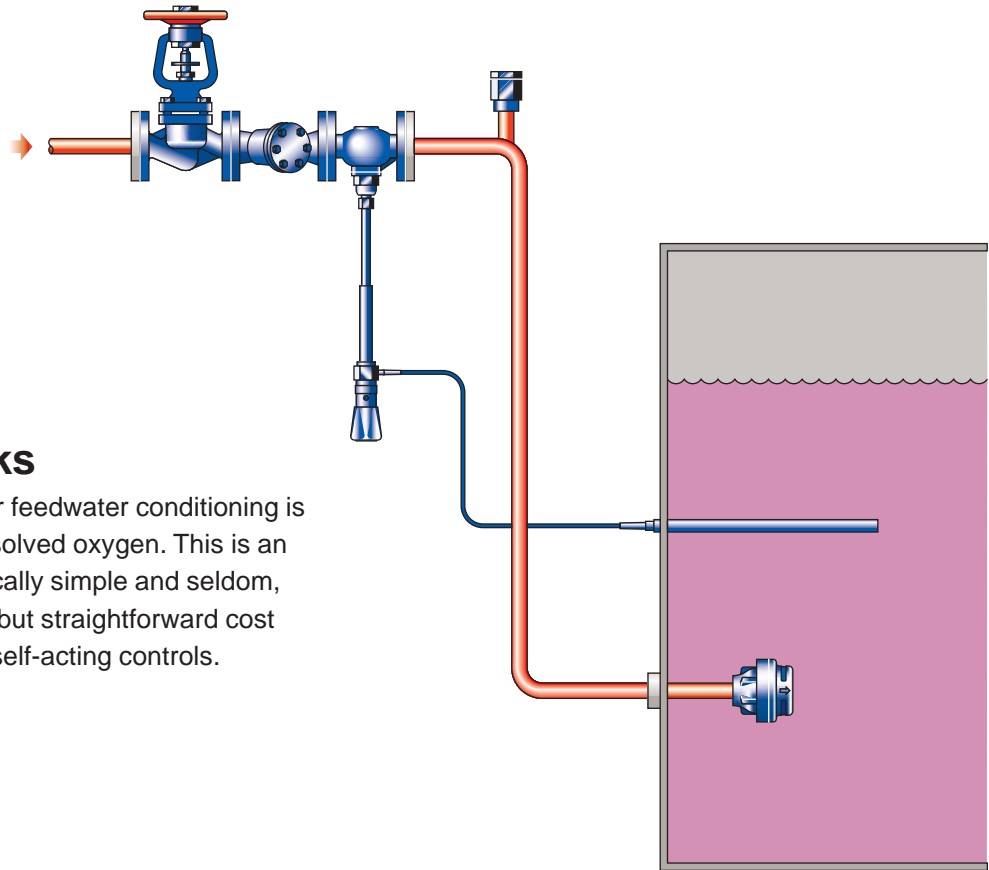 ks
r feedwater conditioning is
solved oxygen. This is an
cally simple and seldom,
but straightforward cost
self-acting controls.